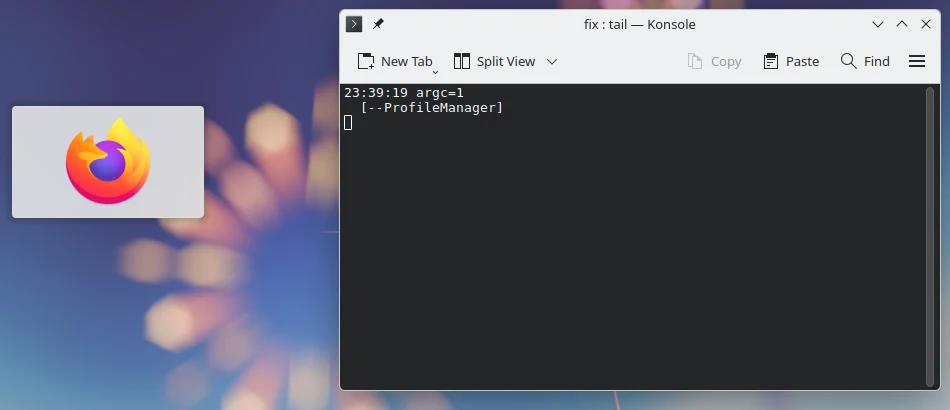 fix : tail — Konsole
New Tab Split View Copy Paste Find
23:39:19 argc=1
[--ProfileManager]